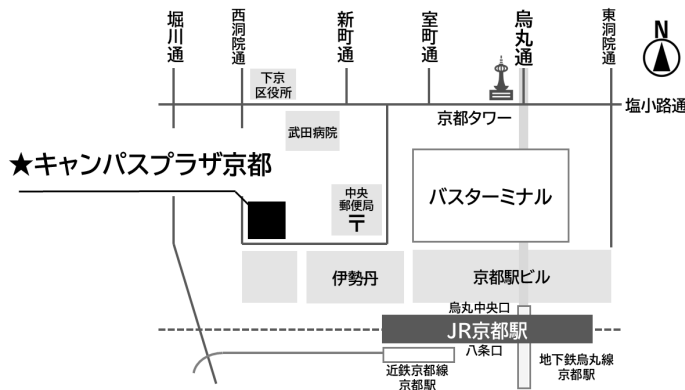 堀川通
西洞院通
新町通
室町通
烏丸通
東洞院通
N
下京
区役所
塩小路通
京都タワー
武田病院
★キャンパスプラザ京都
中央
郵便局
〒
バスターミナル
伊勢丹
京都駅ビル
烏丸中央口
JR京都駅
八条口
近鉄京都線
京都駅
地下鉄烏丸線
京都駅